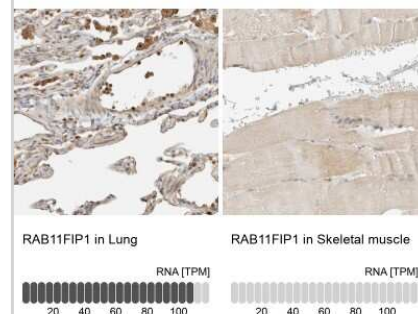 RAB11FIP1 in Lung
RNA [TPM]
20 40 60 80 100
RAB11FIP1 in Skeletal muscle
RNA [TPM]
20 40 60 80 100